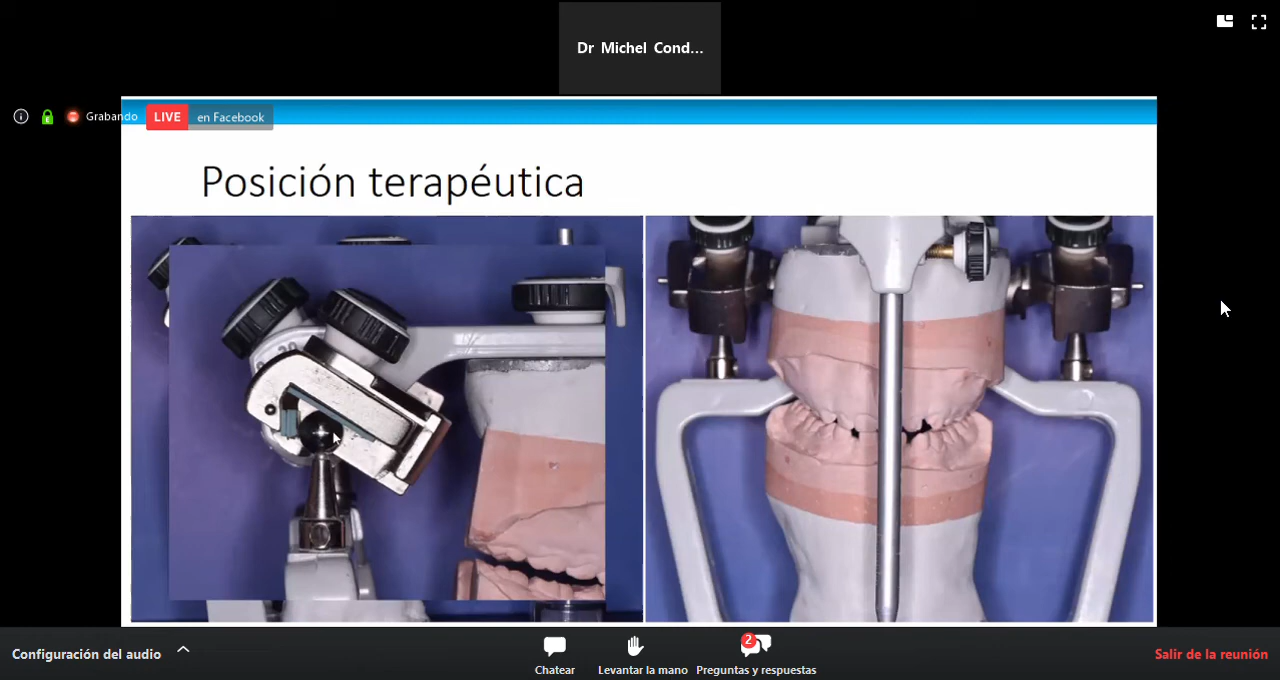 Dr Michel Cond...
Grabando
LIVE en Facebook
Posición terapéutica
30
Configuración del audio
Chatear
Levantar la mano
2
Preguntas y respuestas
Salir de la reunión